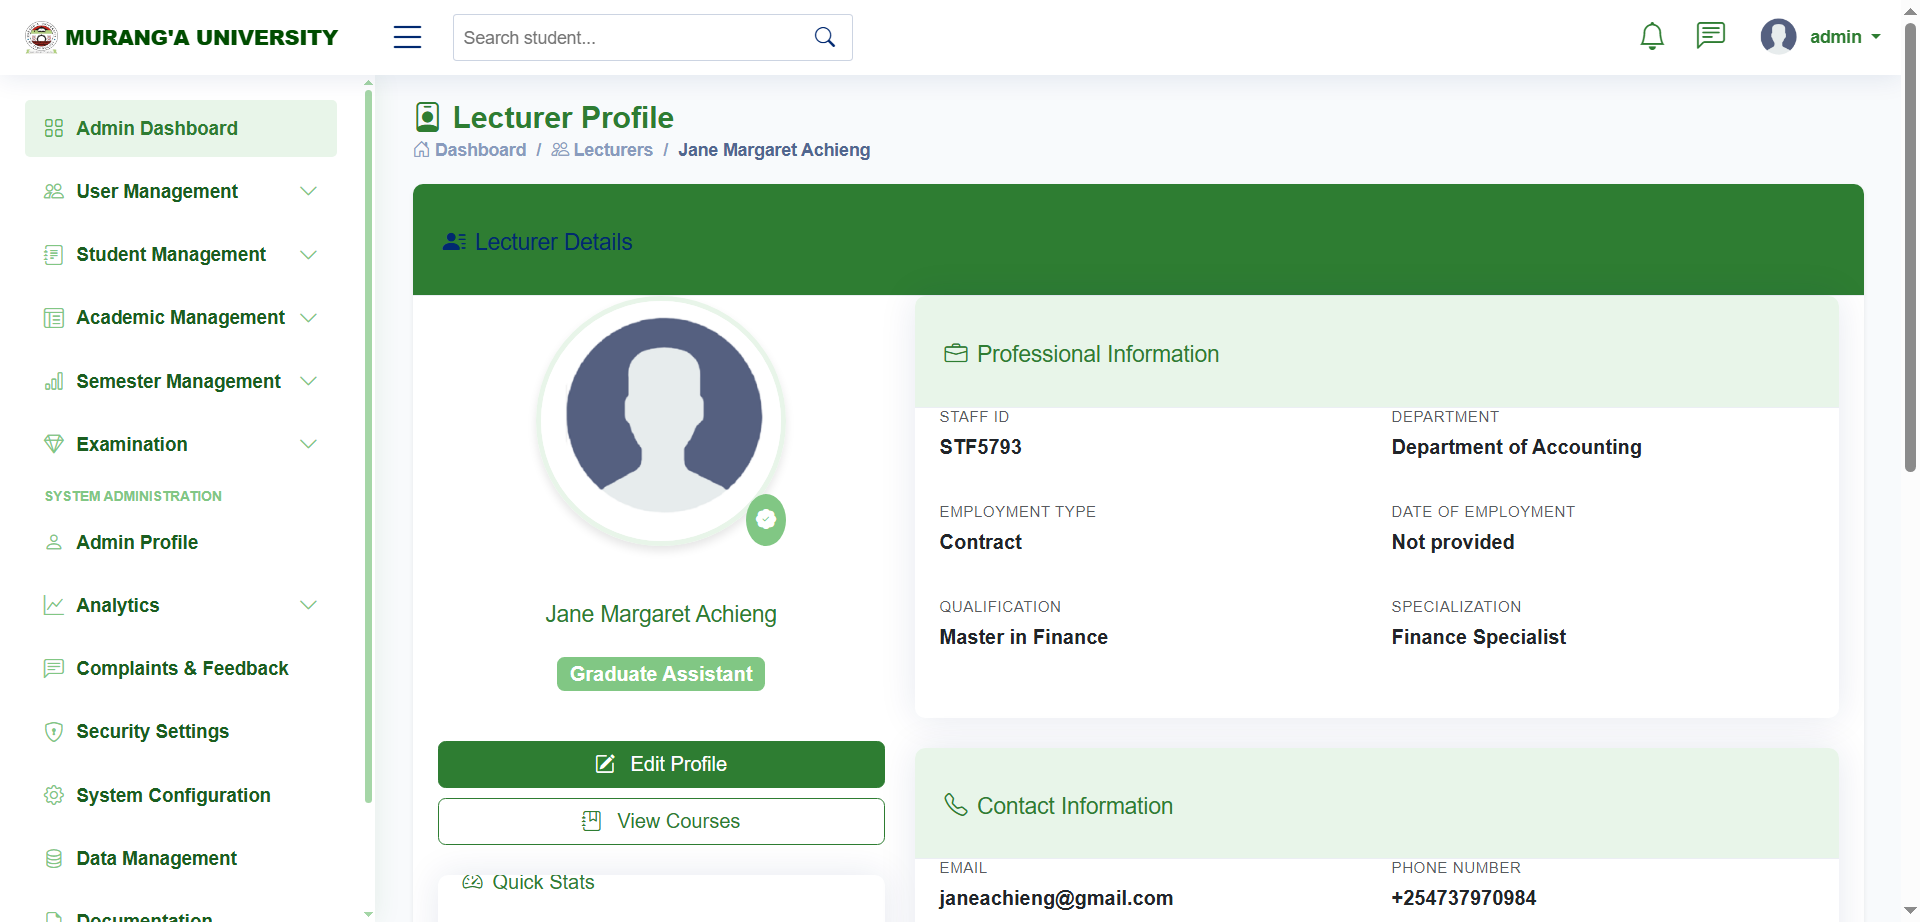 MURANG'A UNIVERSITY
Search student...
admin
Admin Dashboard
User Management
Student Management
Academic Management
Semester Management
Examination
SYSTEM ADMINISTRATION
Admin Profile
Analytics
Complaints & Feedback
Security Settings
System Configuration
Data Management
Documentation
Lecturer Profile
Dashboard / Lecturers / Jane Margaret Achieng
Lecturer Details
Jane Margaret Achieng
Graduate Assistant
Edit Profile
View Courses
Quick Stats
Professional Information
STAFF ID
STF5793
DEPARTMENT
Department of Accounting
EMPLOYMENT TYPE
Contract
DATE OF EMPLOYMENT
Not provided
QUALIFICATION
Master in Finance
SPECIALIZATION
Finance Specialist
Contact Information
EMAIL
janeachieng@gmail.com
PHONE NUMBER
+254737970984